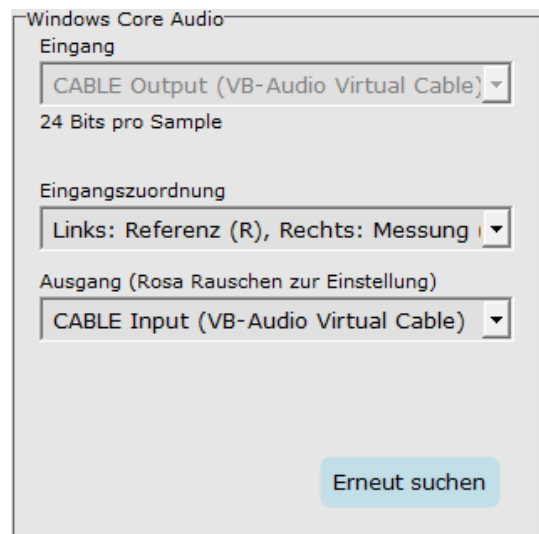 Windows Core Audio
Eingang
CABLE Output (VB-Audio Virtual Cable)
24 Bits pro Sample
Eingangszuordnung
Links: Referenz (R), Rechts: Messung (
Ausgang (Rosa Rauschen zur Einstellung)
CABLE Input (VB-Audio Virtual Cable)
Erneut suchen